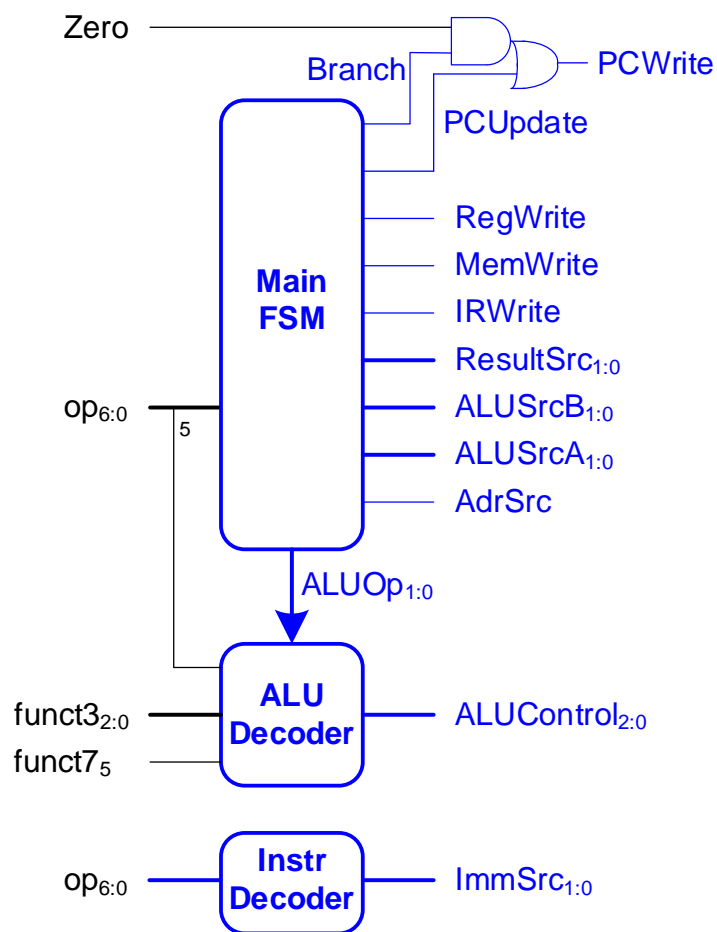 Zero
Branch
PCWrite
PCUpdate
RegWrite
MemWrite
Main
FSM
IRWrite
ResultSrc1:0
op6:0
5
ALUSrcB1:0
ALUSrcA1:0
AdrSrc
ALUOp1:0
funct32:0
funct75
ALU
Decoder
ALUControl2:0
op6:0
Instr
Decoder
ImmSrc1:0